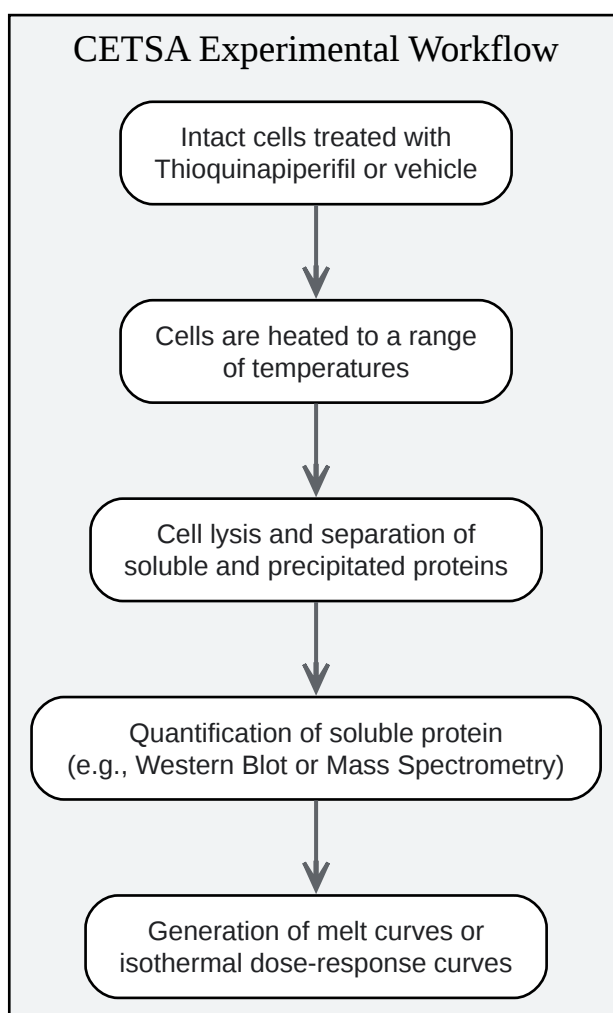 CETSA Experimental Workflow
Intact cells treated with
Thioquinapiperifil or vehicle
Cells are heated to a range
of temperatures
Cell lysis and separation of
soluble and precipitated proteins
Quantification of soluble protein
(e.g., Western Blot or Mass Spectrometry)
Generation of melt curves or
isothermal dose-response curves